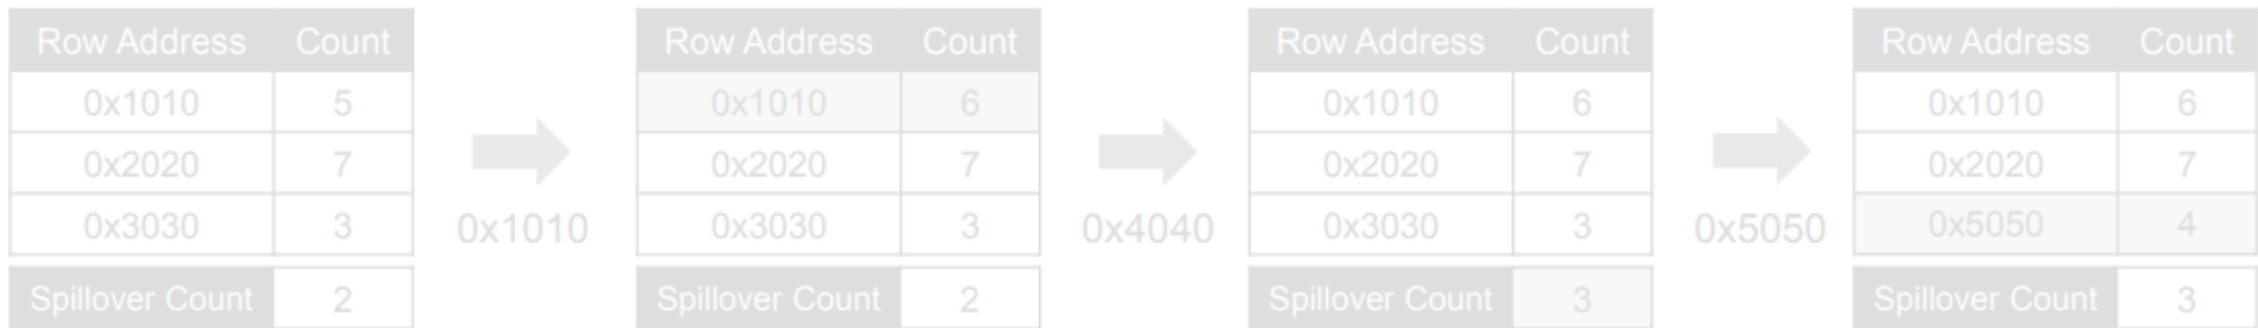 Row Address Count
0x1010 5
0x2020 7
0x3030 3
Spillover Count 2
0x1010
Row Address Count
0x1010 6
0x2020 7
0x3030 3
Spillover Count 2
0x4040
Row Address Count
0x1010 6
0x2020 7
0x3030 3
Spillover Count 3
0x5050
Row Address Count
0x1010 6
0x2020 7
0x5050 4
Spillover Count 3